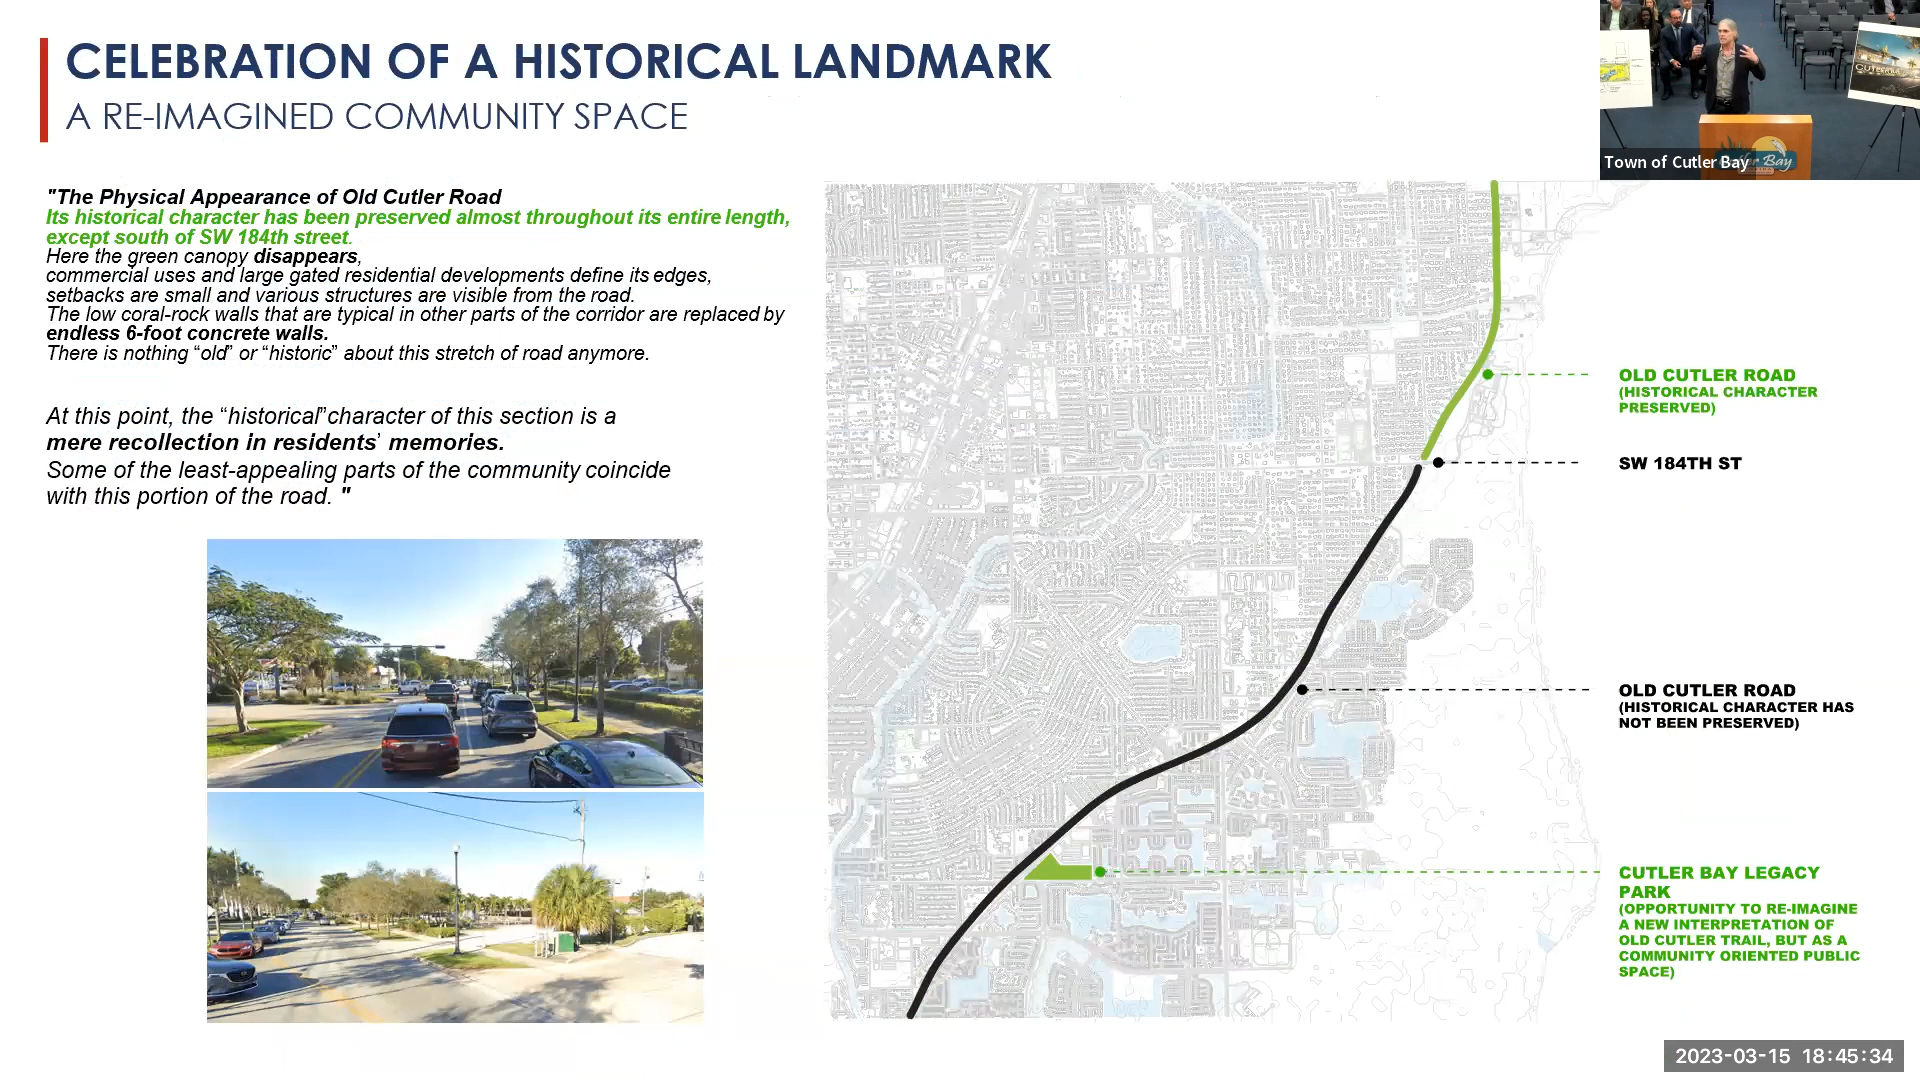 CELEBRATION OF A HISTORICAL LANDMARK
A RE-IMAGINED COMMUNITY SPACE
"The Physical Appearance of Old Cutler Road
Its historical character has been preserved almost throughout its entire length,
except south of SW 184th street.
Here the green canopy disappears,
commercial uses and large gated residential developments define its edges,
setbacks are small and various structures are visible from the road.
The low coral-rock walls that are typical in other parts of the corridor are replaced by
endless 6-foot concrete walls.
There is nothing “old” or “historic” about this stretch of road anymore.
At this point, the “historical”character of this section is a
mere recollection in residents’ memories.
Some of the least-appealing parts of the community coincide
with this portion of the road. "
OLD CUTLER ROAD
(HISTORICAL CHARACTER
PRESERVED)
SW 184TH ST
OLD CUTLER ROAD
(HISTORICAL CHARACTER HAS
NOT BEEN PRESERVED)
CUTLER BAY LEGACY
PARK
(OPPORTUNITY TO RE-IMAGINE
A NEW INTERPRETATION OF
OLD CUTLER TRAIL, BUT AS A
COMMUNITY ORIENTED PUBLIC
SPACE)
Town of Cutler Bay
Bay
2023-03-15 18:45:34